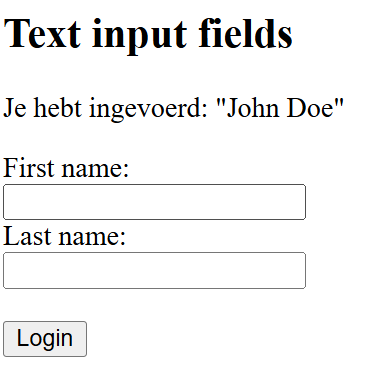 Text input fields
Je hebt ingevoerd: "John Doe"
First name:
Last name:
Login